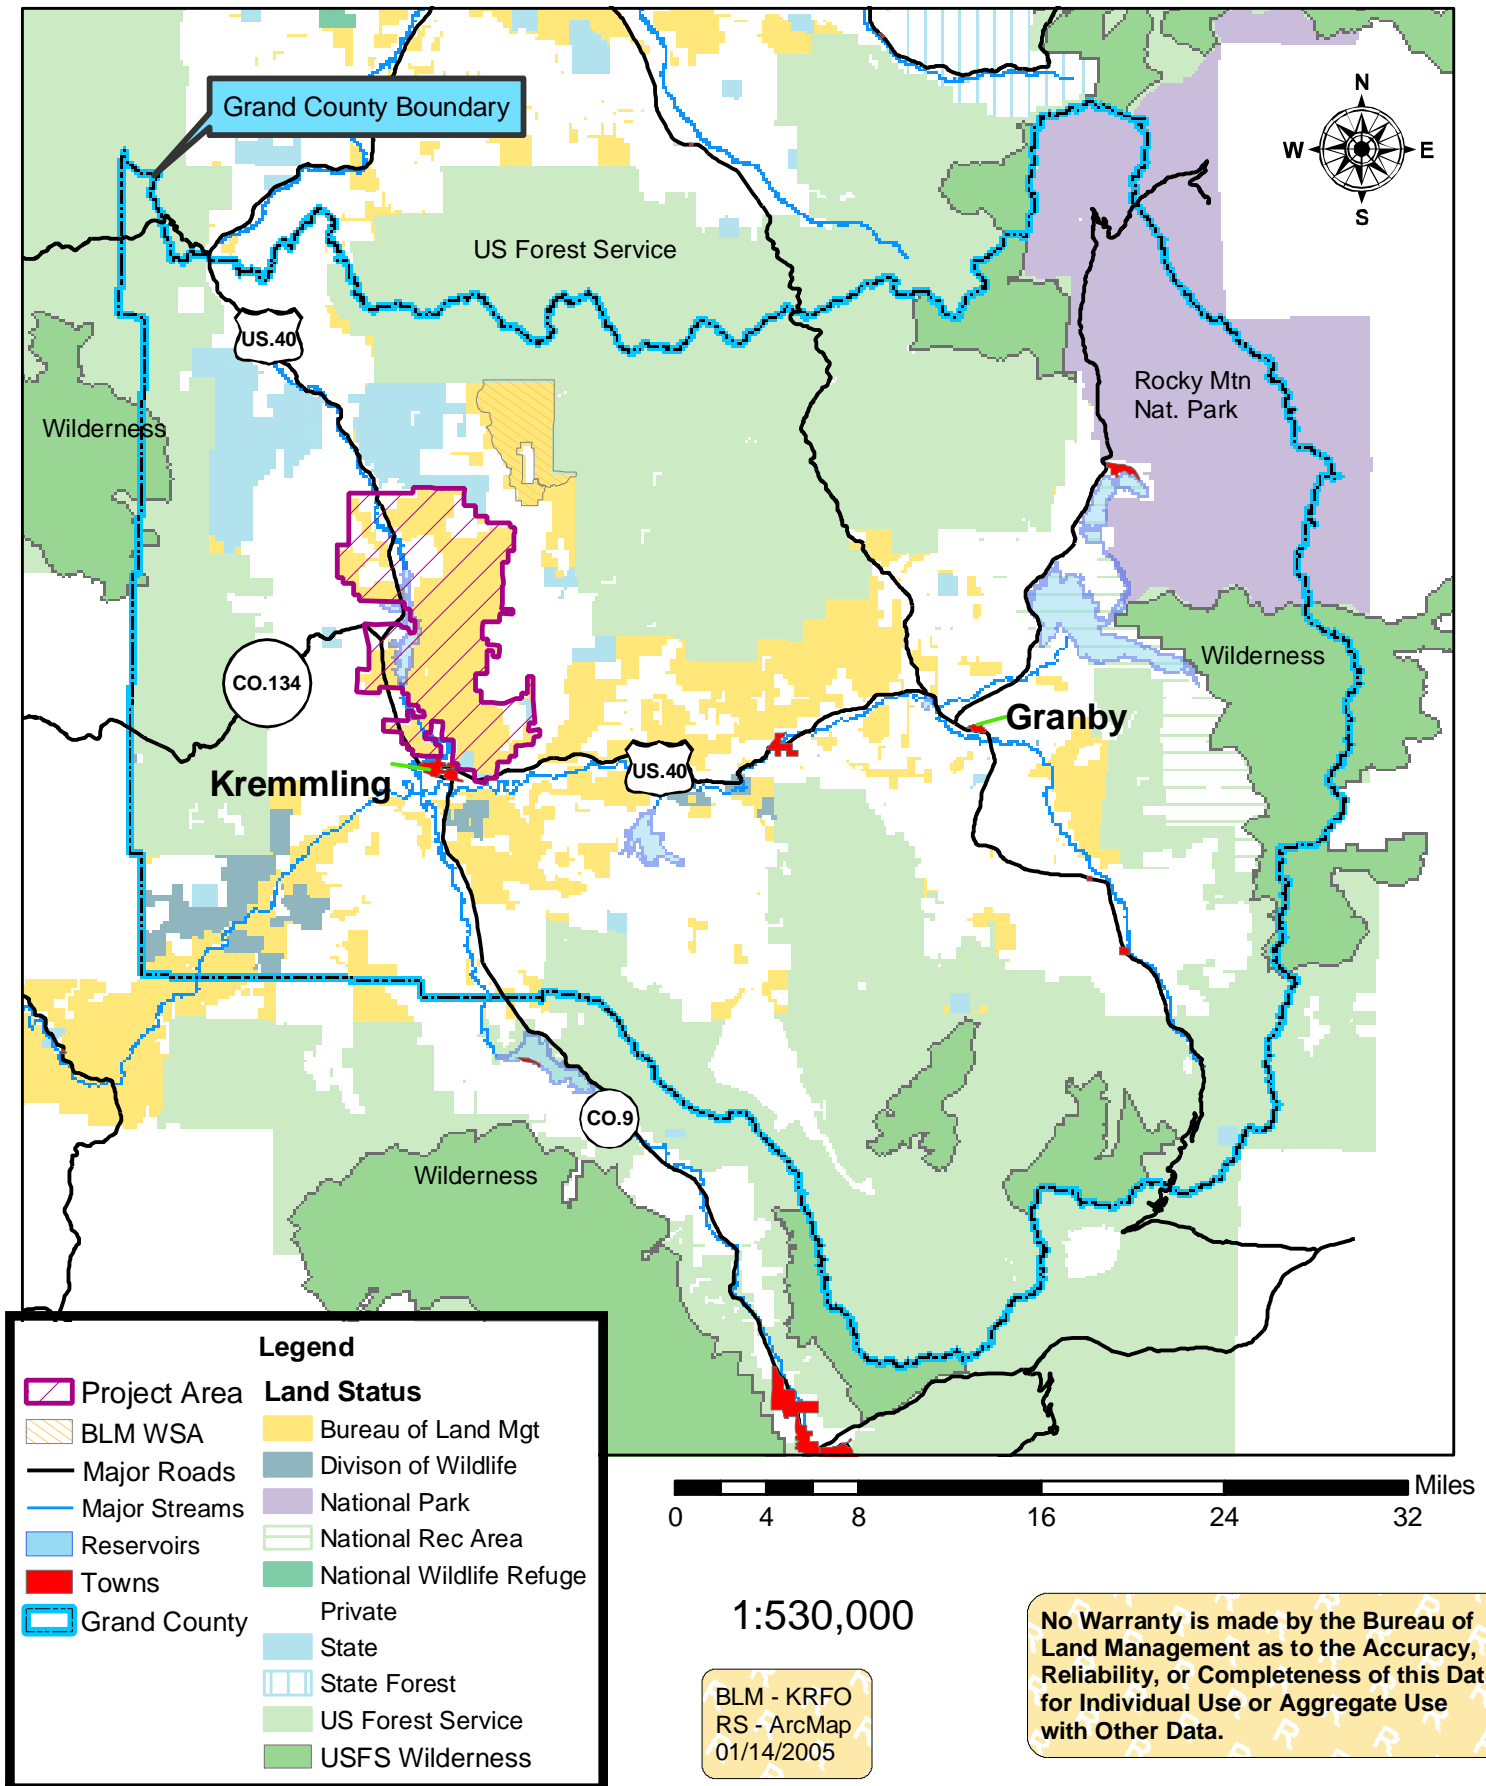 Grand County Boundary
N
W
E
S
US Forest Service
US.40
Rocky Mtn
Nat. Park
Wilderness
CO.134
Wilderness
Granby
Kremmling
US.40
CO.9
Wilderness
Legend
Project Area
BLM WSA
Major Roads
Major Streams
Reservoirs
Towns
Grand County
Land Status
Bureau of Land Mgt
Divison of Wildlife
National Park
National Rec Area
National Wildlife Refuge
Private
State
State Forest
US Forest Service
USFS Wilderness
Miles
0 4 8 16 24 32
1:530,000
BLM - KRFO
RS - ArcMap
01/14/2005
No Warranty is made by the Bureau of
Land Management as to the Accuracy,
Reliability, or Completeness of this Dat
for Individual Use or Aggregate Use
with Other Data.